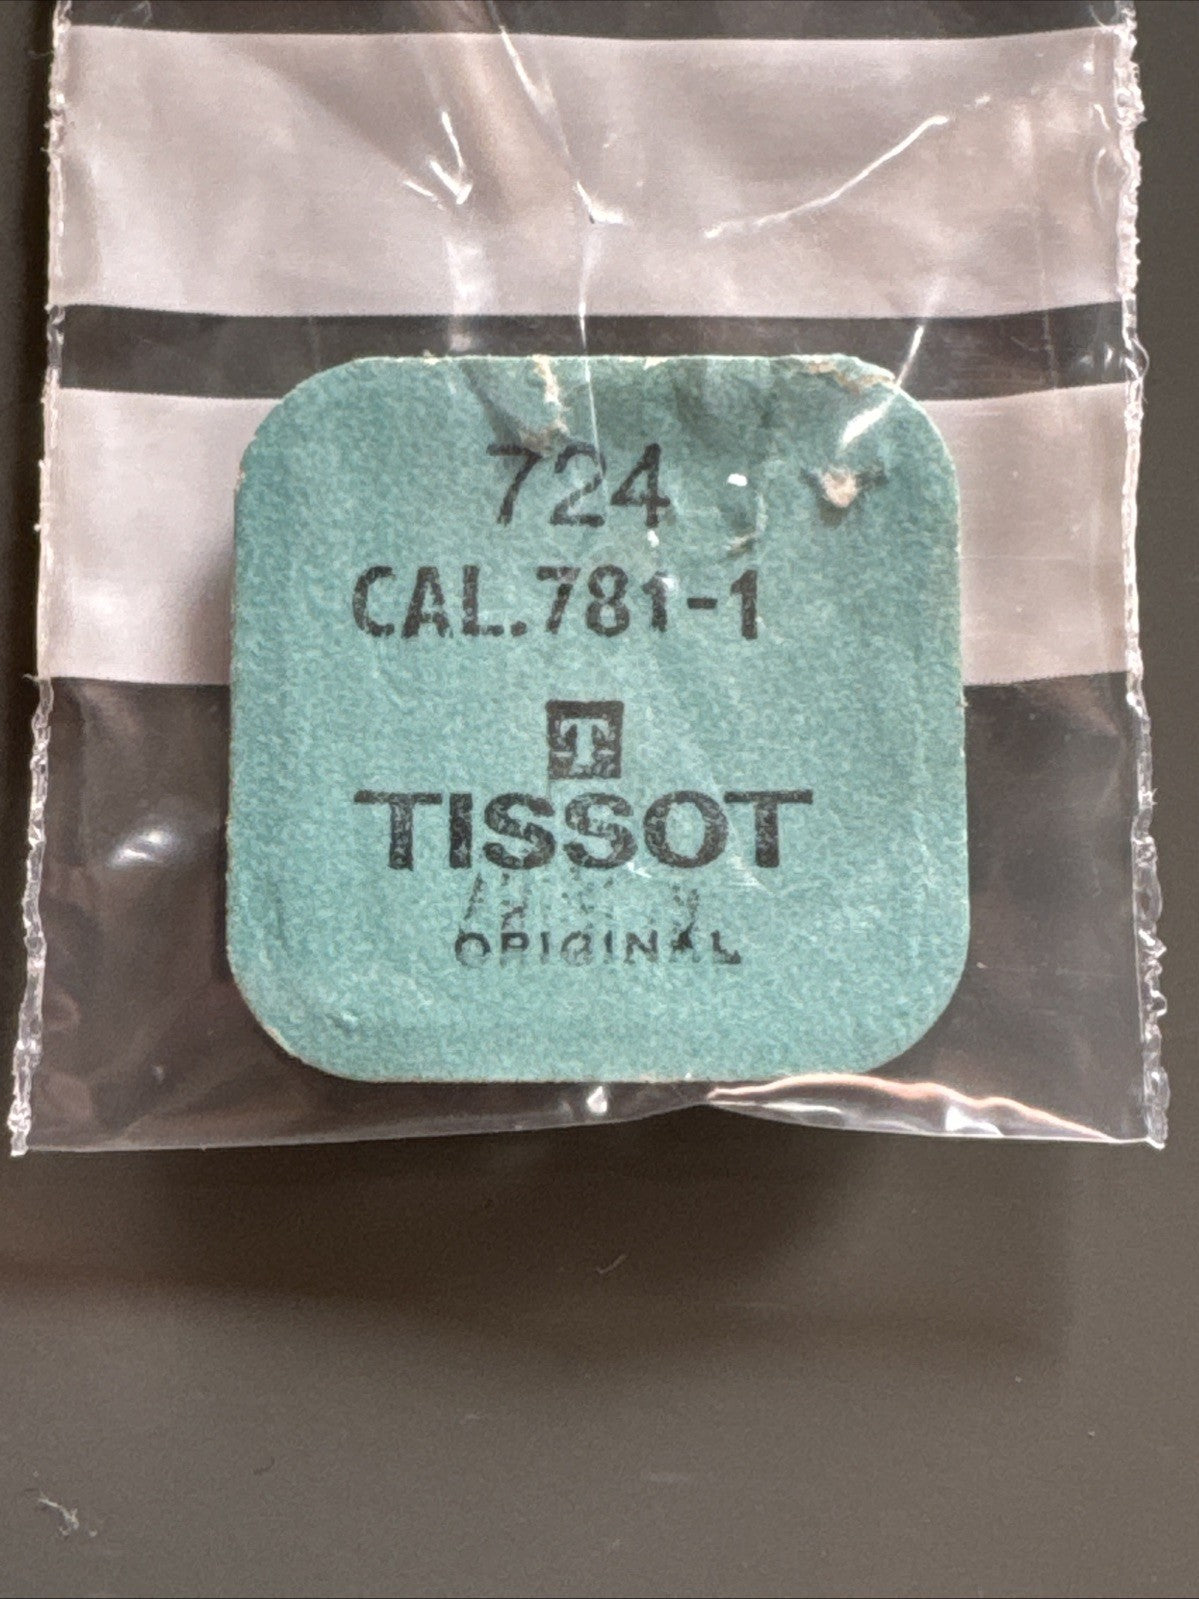 724
CAL.781-1
T
TISSOT
ORIGINAL